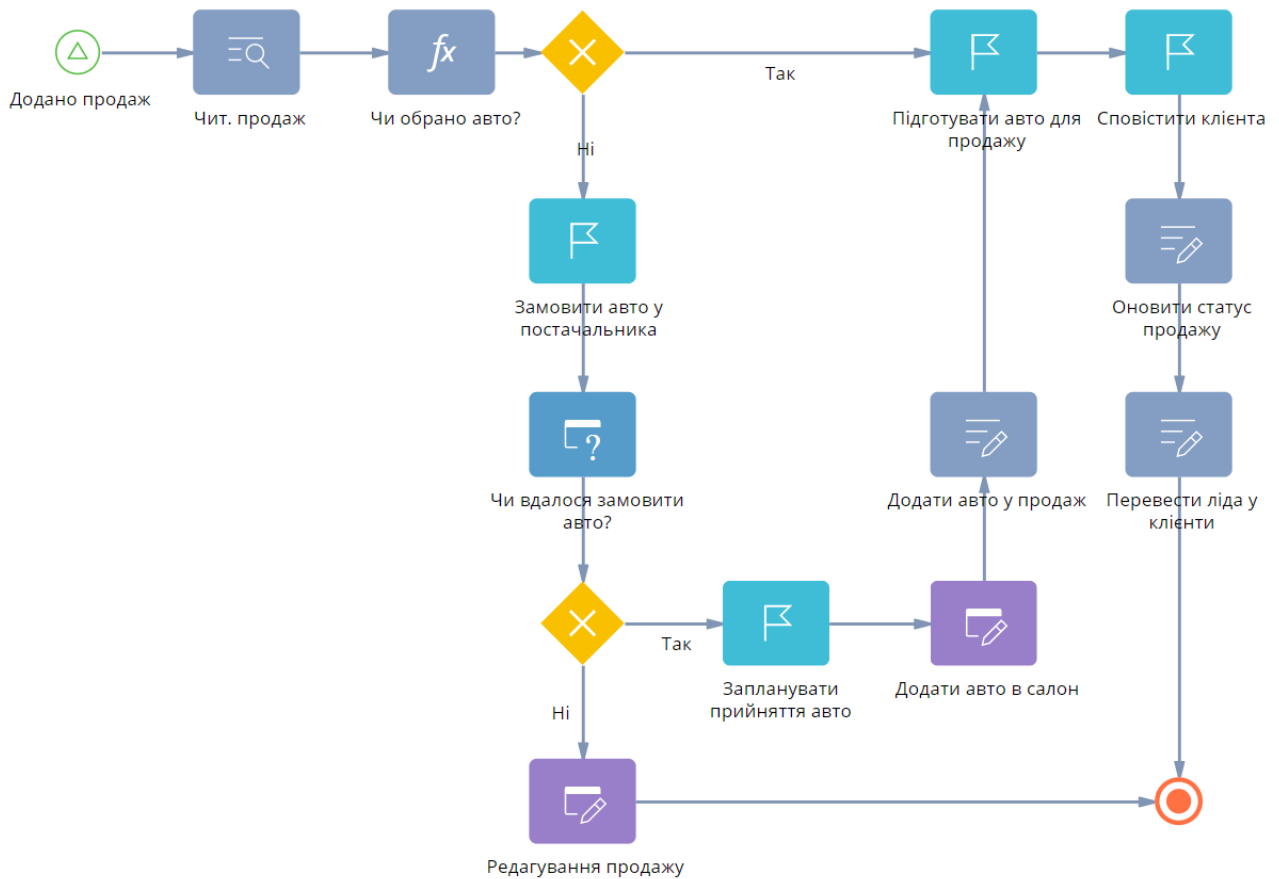 Додано продаж
Чит. продаж
fx
Чи обрано авто?
Так
Підготувати авто для
продажу
Сповістити клієнта
Ні
Замовити авто у
постачальника
Оновити статус
продажу
?
Чи вдалося замовити
авто?
Додати авто у продаж
Перевести ліда у
клієнти
Так
Запланувати
прийняття авто
Додати авто в салон
Ні
Редагування продажу